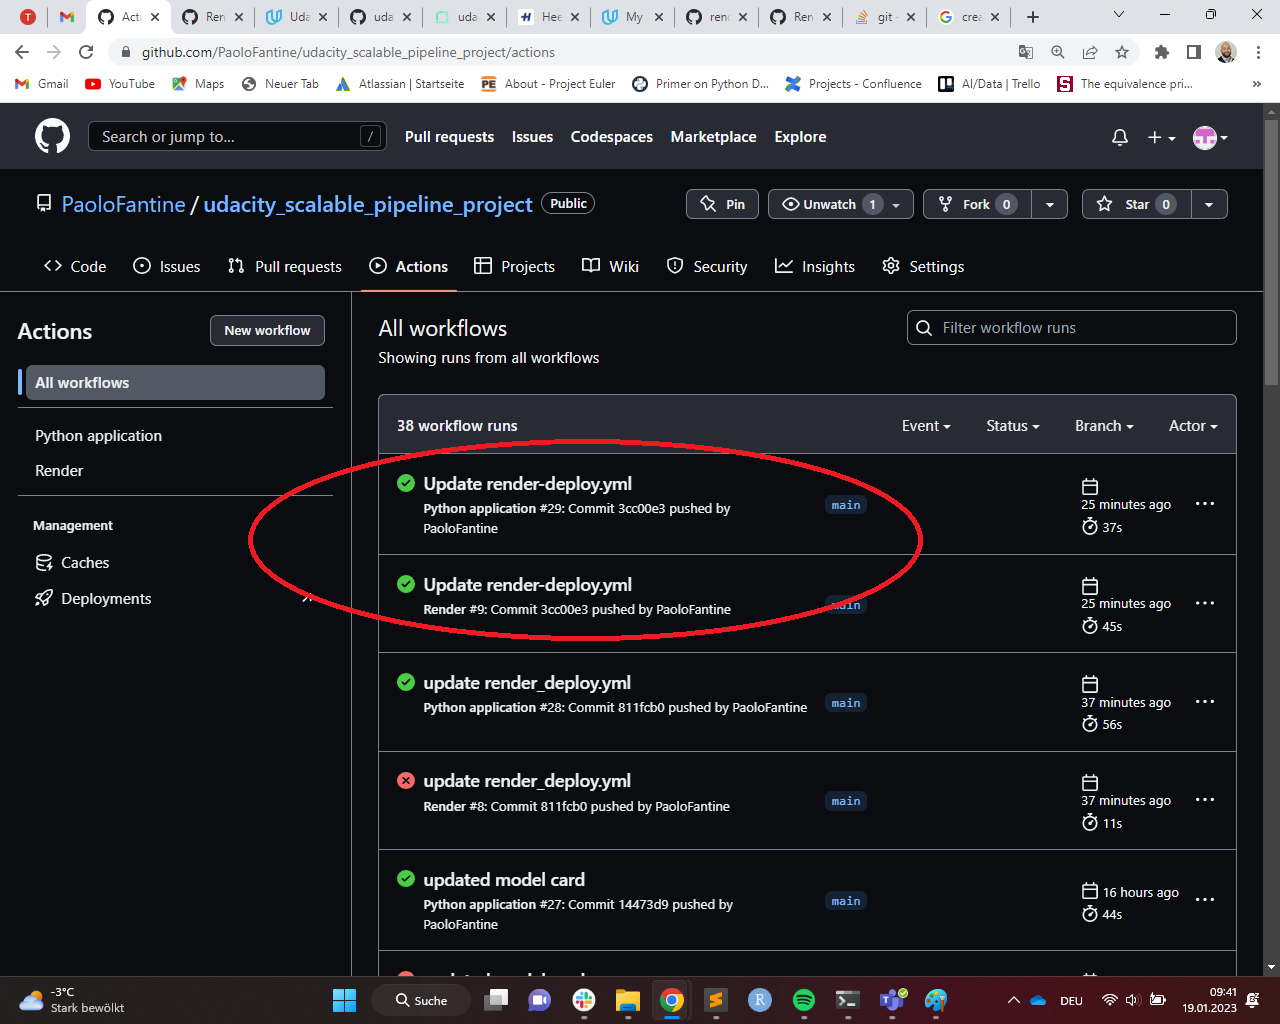 Acti
Ren
Uda
uda
uda
Hee
My
rend
Ren
git -
crea
github.com/PaoloFantine/udacity_scalable_pipeline_project/actions
Gmail
YouTube
Maps
Neuer Tab
Atlassian | Startseite
PE
About - Project Euler
Primer on Python D...
Projects - Confluence
AI/Data | Trello
The equivalence pri...
»
Search or jump to...
/
Pull requests
Issues
Codespaces
Marketplace
Explore
PaoloFantine / udacity_scalable_pipeline_project
Public
Pin
Unwatch 1
Fork 0
Star 0
Code
Issues
Pull requests
Actions
Projects
Wiki
Security
Insights
Settings
Actions
New workflow
All workflows
Python application
Render
Management
Caches
Deployments
All workflows
Showing runs from all workflows
Filter workflow runs
38 workflow runs
Event
Status
Branch
Actor
Update render-deploy.yml
Python application #29: Commit 3cc00e3 pushed by
PaoloFantine
main
25 minutes ago
37s
Update render-deploy.yml
Render #9: Commit 3cc00e3 pushed by PaoloFantine
main
25 minutes ago
45s
update render_deploy.yml
Python application #28: Commit 811fcb0 pushed by PaoloFantine
main
37 minutes ago
56s
update render_deploy.yml
Render #8: Commit 811fcb0 pushed by PaoloFantine
main
37 minutes ago
11s
updated model card
Python application #27: Commit 14473d9 pushed by
PaoloFantine
main
16 hours ago
44s
-3°C
Stark bewölkt
Suche
DEU
09:41
19.01.2023